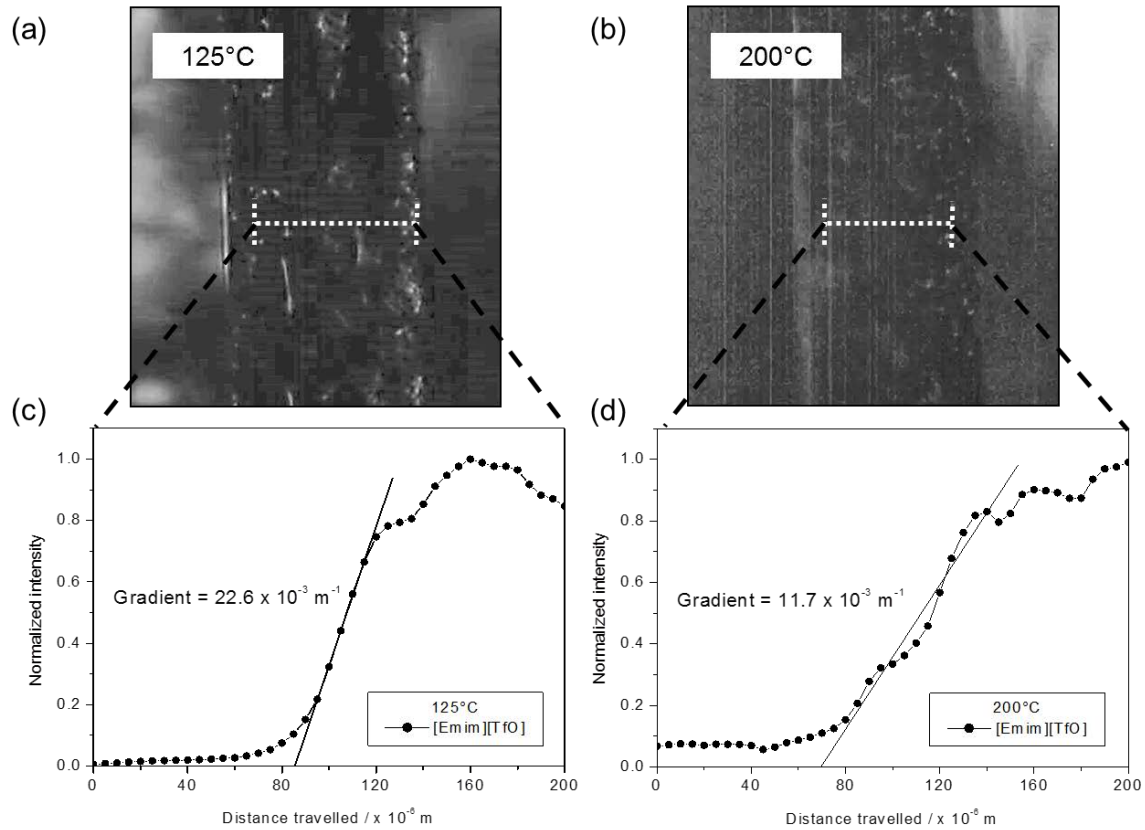 (a)
125°C
(b)
200°C
(c)
1.0
0.8
0.6
0.4
0.2
0.0
Normalized intensity
Gradient = 22.6 x 10⁻³ m⁻¹
125°C
[Emim][TfO]
0 40 80 120 160 200
Distance travelled / x 10⁻⁶ m
(d)
1.0
0.8
0.6
0.4
0.2
0.0
Normalized intensity
Gradient = 11.7 x 10⁻³ m⁻¹
200°C
[Emim][TfO]
0 40 80 120 160 200
Distance travelled / x 10⁻⁶ m